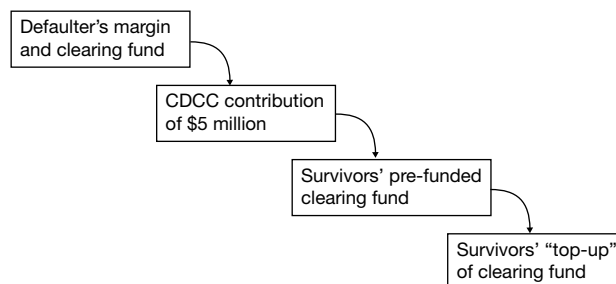 Defaulter’s margin
and clearing fund
CDCC contribution
of $5 million
Survivors’ pre-funded
clearing fund
Survivors’ “top-up”
of clearing fund